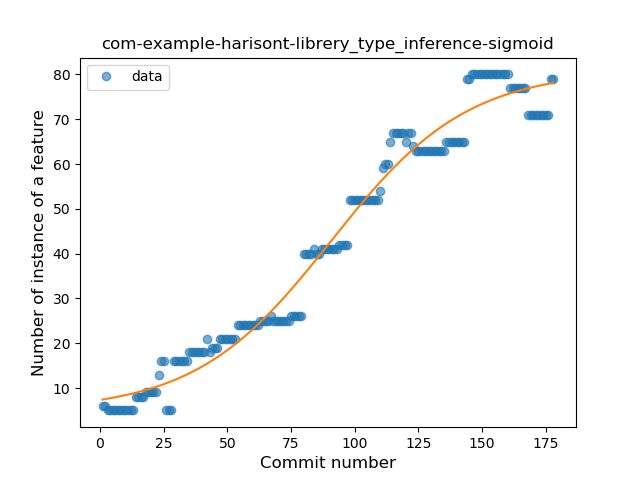 com-example-harisont-librery_type_inference-sigmoid
data
80
70
60
50
40
30
20
10
Number of instance of a feature
0 25 50 75 100 125 150 175
Commit number